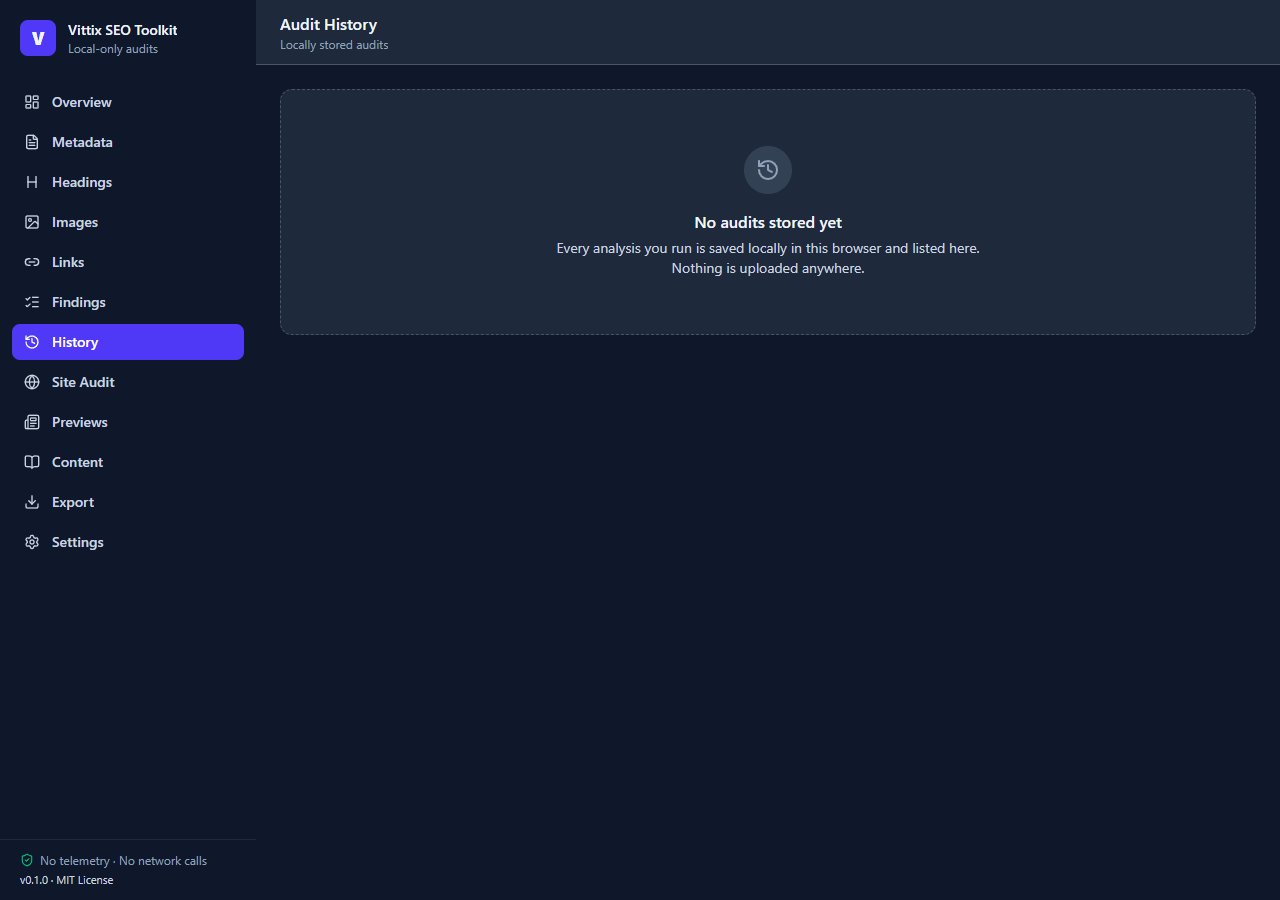 V
Vittix SEO Toolkit
Local-only audits
Overview
Metadata
Headings
Images
Links
Findings
History
Site Audit
Previews
Content
Export
Settings
No telemetry · No network calls
v0.1.0 · MIT License
Audit History
Locally stored audits
No audits stored yet
Every analysis you run is saved locally in this browser and listed here.
Nothing is uploaded anywhere.